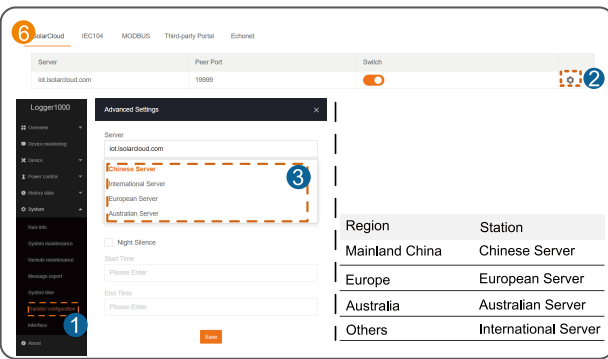 6
iSolarCloud IEC104 MODBUS Third-party Portal Echonet
Server Peer Port Switch
iot.isolarcloud.com 19999
2
Logger1000
Overview
Device monitoring
Device
Power control
History data
System
Run-info
System maintenance
Remote maintenance
Message export
System time
Transfer configuration
1
Interface
About
Advanced Settings ×
Server
iot.isolarcloud.com
Chinese Server
3
International Server
European Server
Australian Server
Night Silence
Start Time
Please Enter
End Time
Please Enter
Save
Region Station
Mainland China Chinese Server
Europe European Server
Australia Australian Server
Others International Server